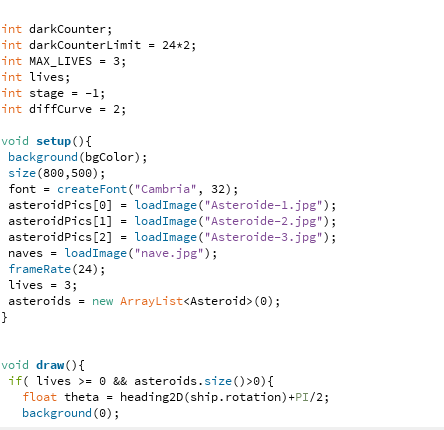 int darkCounter;
int darkCounterLimit = 24*2;
int MAX_LIVES = 3;
int lives;
int stage = -1;
int diffCurve = 2;
void setup(){
background(bgColor);
size(800,500);
font = createFont("Cambria", 32);
asteroidPics[0] = loadImage("Asteroide-1.jpg");
asteroidPics[1] = loadImage("Asteroide-2.jpg");
asteroidPics[2] = loadImage("Asteroide-3.jpg");
naves = loadImage("nave.jpg");
frameRate(24);
lives = 3;
asteroids = new ArrayList<Asteroid>(0);
}
void draw(){
if( lives >= 0 && asteroids.size()>0){
float theta = heading2D(ship.rotation)+PI/2;
background(0);